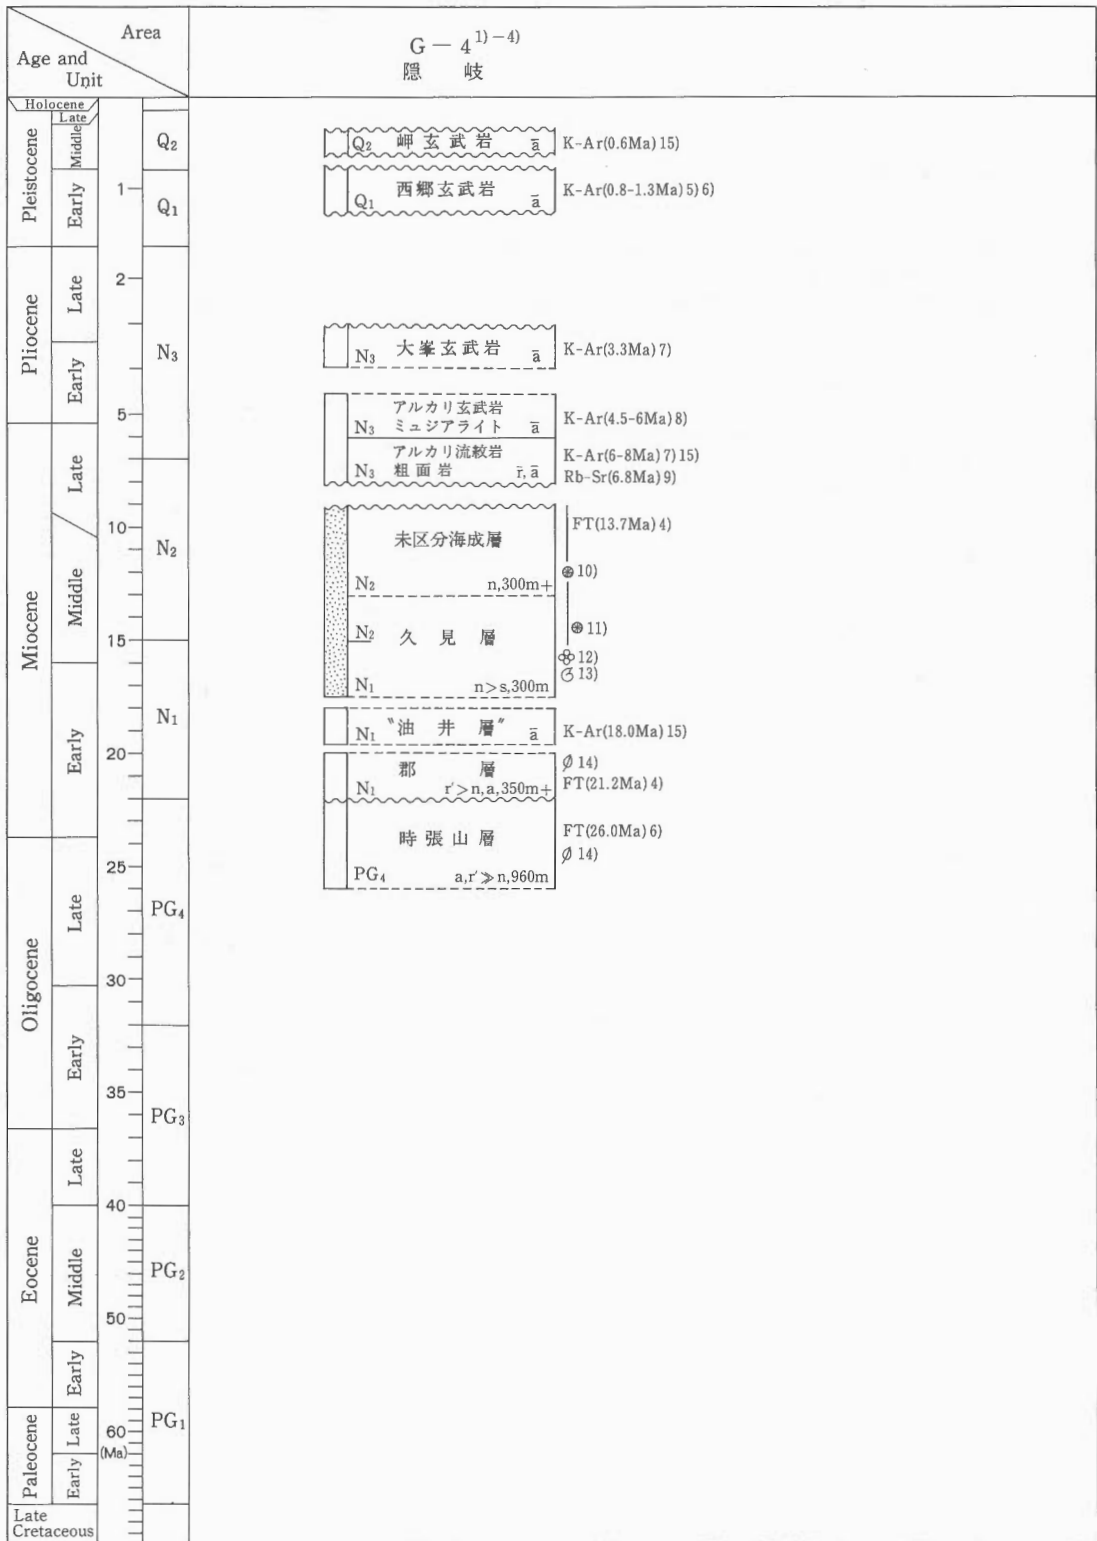 Area
Age and
Unit
G－4 1)－4)
隠　岐
Holocene
Late
Pleistocene
Middle
Early
Pliocene
Late
Early
Miocene
Late
Middle
Early
Oligocene
Late
Early
Eocene
Late
Middle
Early
Paleocene
Late
Early
Late
Cretaceous
1
2
5
10
15
20
25
30
35
40
50
60
(Ma)
Q2
Q1
N3
N2
N1
PG4
PG3
PG2
PG1
Q2 岬玄武岩 ā K-Ar(0.6Ma) 15)
西郷玄武岩 K-Ar(0.8-1.3Ma) 5) 6)
Q1 ā
大峯玄武岩 K-Ar(3.3Ma) 7)
N3 ā
アルカリ玄武岩
N3 ミュジアライト ā K-Ar(4.5-6Ma) 8)
アルカリ流紋岩 K-Ar(6-8Ma) 7) 15)
N3 粗面岩 r̄, ā Rb-Sr(6.8Ma) 9)
FT(13.7Ma) 4)
未区分海成層
10)
N2 n,300m+
11)
N2 久見層
12)
13)
N1 n>s,300m
"油井層"
N1 ā K-Ar(18.0Ma) 15)
郡層 14)
N1 r'>n,a,350m+ FT(21.2Ma) 4)
時張山層 FT(26.0Ma) 6)
14)
PG4 a,r'≫n,960m